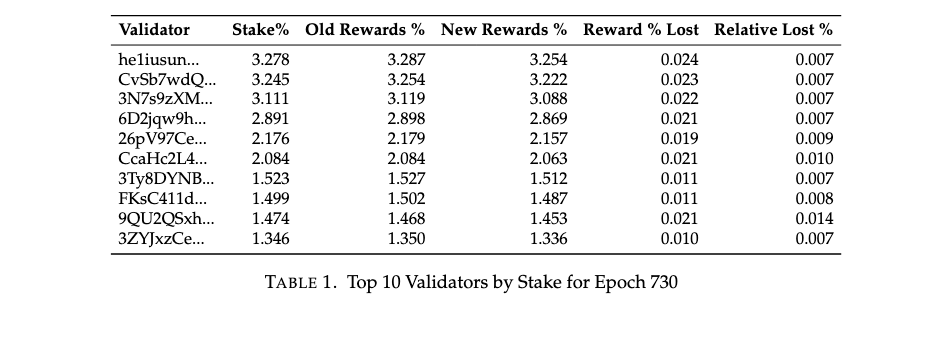 Validator Stake% Old Rewards % New Rewards % Reward % Lost Relative Lost %
he1iusun... 3.278 3.287 3.254 0.024 0.007
CvSb7wdQ... 3.245 3.254 3.222 0.023 0.007
3N7s9zXM... 3.111 3.119 3.088 0.022 0.007
6D2jqw9h... 2.891 2.898 2.869 0.021 0.007
26pV97Ce... 2.176 2.179 2.157 0.019 0.009
CcaHc2L4... 2.084 2.084 2.063 0.021 0.010
3Ty8DYNB... 1.523 1.527 1.512 0.011 0.007
FKsC411d... 1.499 1.502 1.487 0.011 0.008
9QU2QSxh... 1.474 1.468 1.453 0.021 0.014
3ZYJxzCe... 1.346 1.350 1.336 0.010 0.007
TABLE 1. Top 10 Validators by Stake for Epoch 730